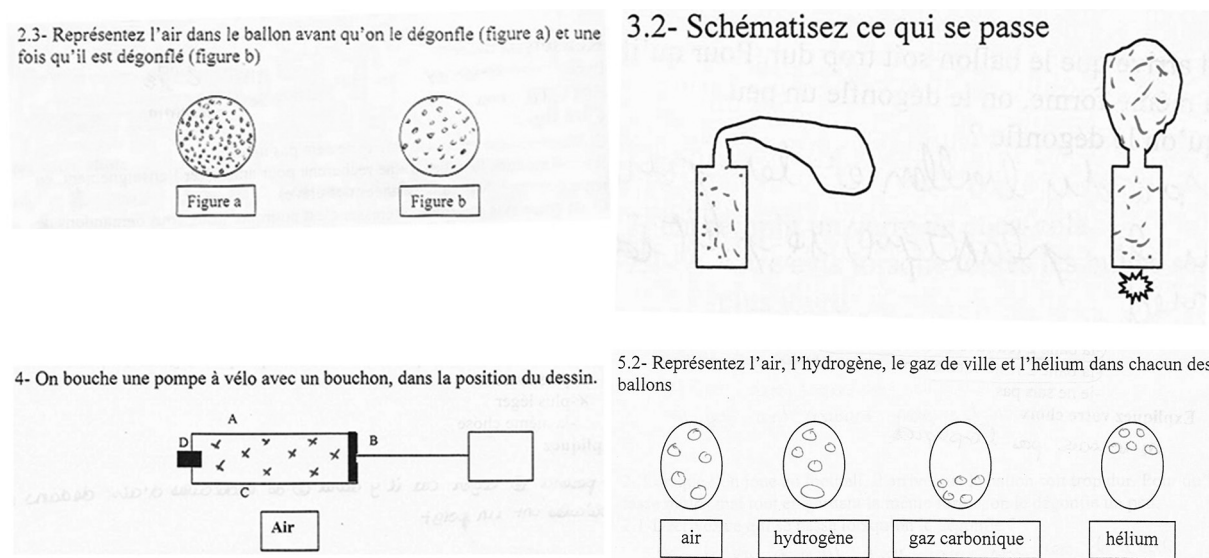 2.3- Représentez l'air dans le ballon avant qu'on le dégonfle (figure a) et une
fois qu'il est dégonflé (figure b)
Figure a
Figure b
3.2- Schématisez ce qui se passe
4- On bouche une pompe à vélo avec un bouchon, dans la position du dessin.
A
D
B
C
Air
5.2- Représentez l'air, l'hydrogène, le gaz de ville et l'hélium dans chacun des
ballons
air
hydrogène
gaz carbonique
hélium